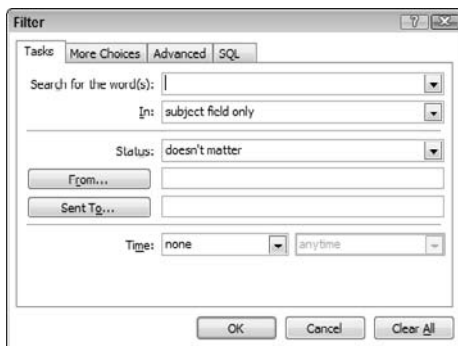 Filter
Tasks More Choices Advanced SQL
Search for the word(s):
In: subject field only
Status: doesn't matter
From...
Sent To...
Time: none anytime
OK Cancel Clear All